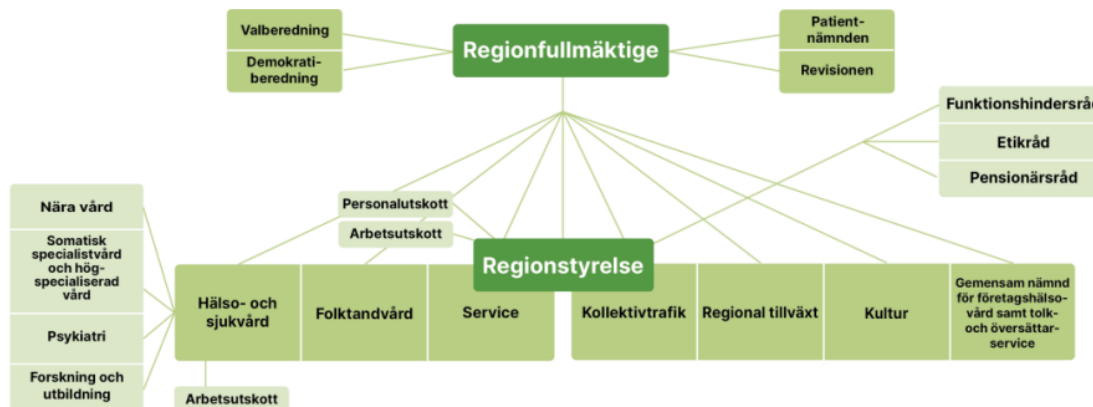 Valberedning
Demokrati-
beredning
Regionfullmäktige
Patient-
nämnden
Revisionen
Funktionshindersråd
Etikråd
Pensionärsråd
Personalutskott
Arbetsutskott
Regionstyrelse
Nära vård
Somatisk
specialistvård
och hög-
specialiserad
vård
Psykiatri
Forskning och
utbildning
Hälso- och
sjukvård
Folktandvård
Service
Kollektivtrafik
Regional tillväxt
Kultur
Gemensam nämnd
för företagshälso-
vård samt tolk-
och översättar-
service
Arbetsutskott